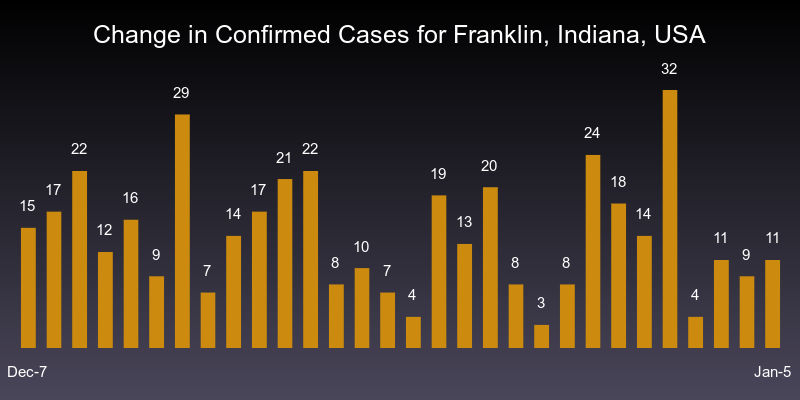 Change in Confirmed Cases for Franklin, Indiana, USA
15 17 22 12 16 9 29 7 14 17 21 22 8 10 7 4 19 13 20 8 3 8 24 18 14 32 4 11 9 11
Dec-7 Jan-5